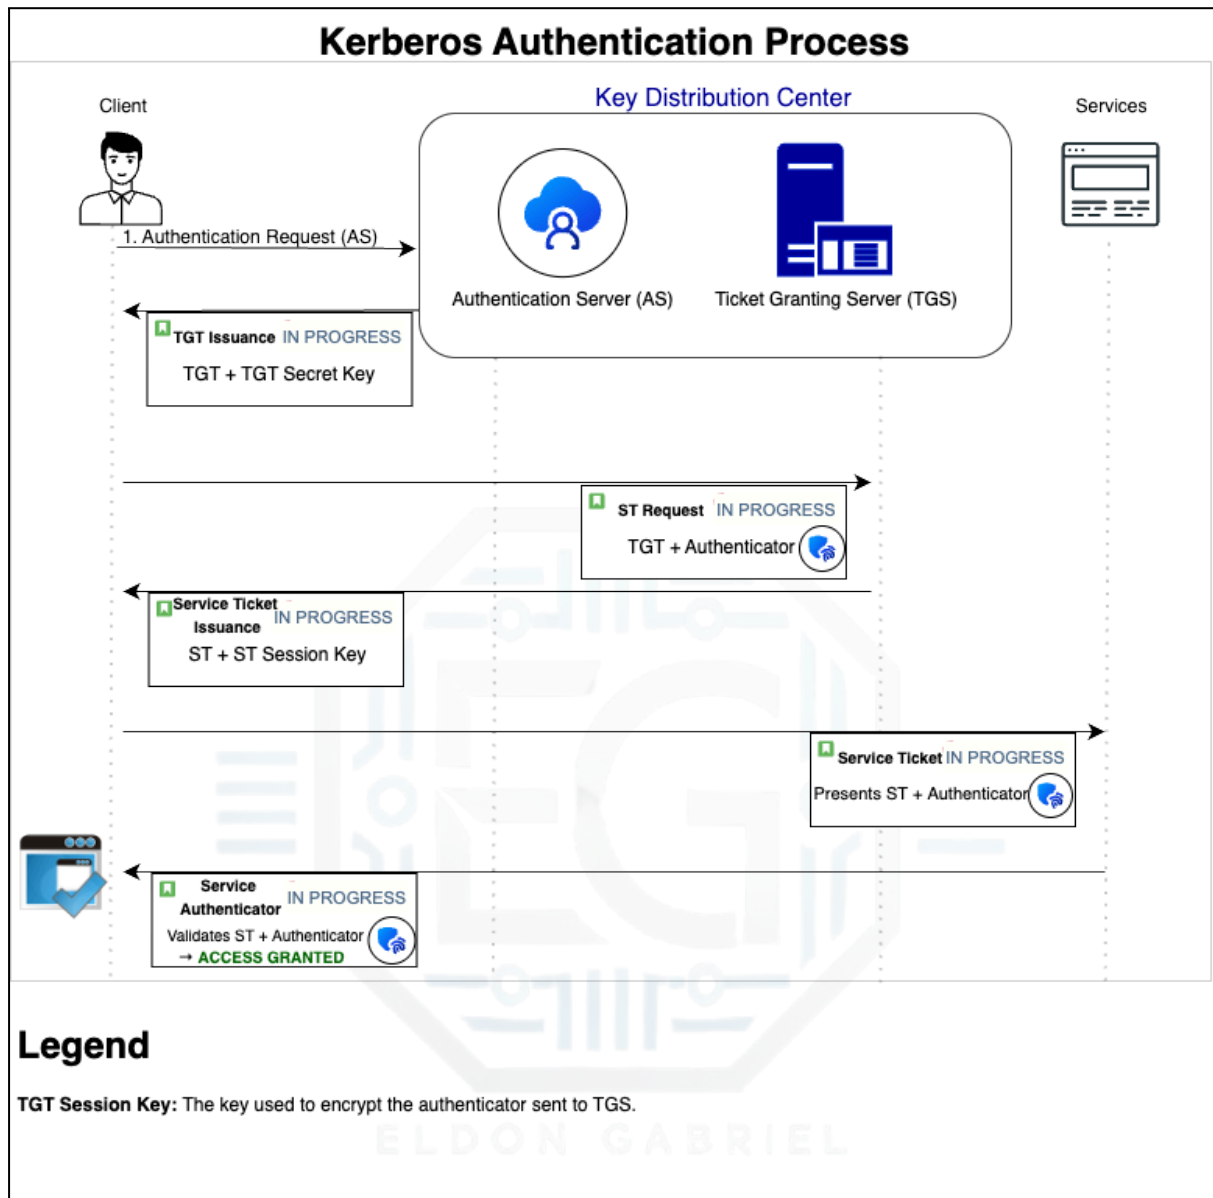 Kerberos Authentication Process
Client
Key Distribution Center
Services
1. Authentication Request (AS)
Authentication Server (AS)
Ticket Granting Server (TGS)
TGT Issuance IN PROGRESS
TGT + TGT Secret Key
ST Request IN PROGRESS
TGT + Authenticator
Service Ticket
Issuance
IN PROGRESS
ST + ST Session Key
Service Ticket IN PROGRESS
Presents ST + Authenticator
Service
Authenticator
IN PROGRESS
Validates ST + Authenticator
→ ACCESS GRANTED
EG
Legend
TGT Session Key: The key used to encrypt the authenticator sent to TGS.
ELDON GABRIEL